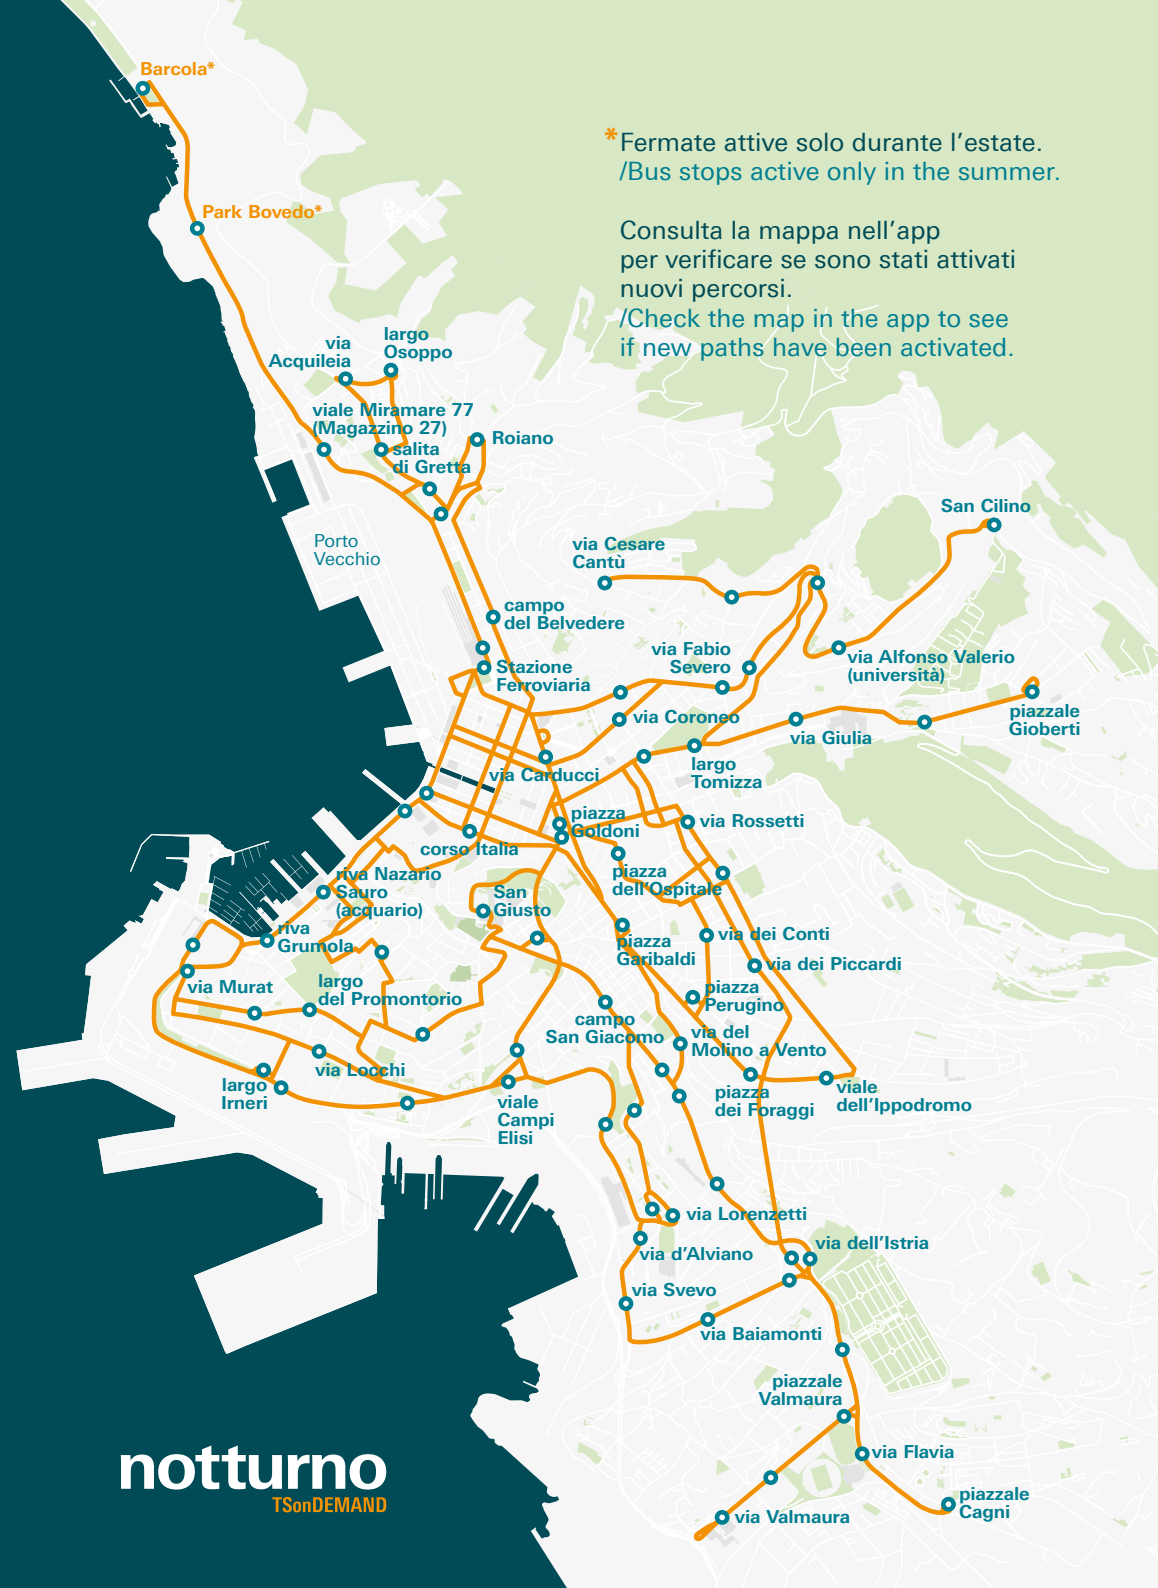 Barcola*
*Fermate attive solo durante l'estate.
/Bus stops active only in the summer.
Park Bovedo*
Consulta la mappa nell'app
per verificare se sono stati attivati
nuovi percorsi.
/Check the map in the app to see
if new paths have been activated.
via
Acquileia
largo
Osoppo
viale Miramare 77
(Magazzino 27)
salita
di Gretta
Roiano
San Cilino
Porto
Vecchio
via Cesare
Cantù
campo
del Belvedere
via Fabio
Severo
via Alfonso Valerio
(università)
Stazione
Ferroviaria
via Coroneo
piazzale
Gioberti
via Giulia
largo
Tomizza
via Carducci
piazza
Goldoni
via Rossetti
corso Italia
piazza
dell'Ospitale
riva Nazario
Sauro
(acquario)
San
Giusto
riva
Grumola
piazza
Garibaldi
via dei Conti
via dei Piccardi
via Murat
largo
del Promontorio
piazza
Perugino
campo
San Giacomo
via del
Molino a Vento
via Locchi
largo
Irneri
viale
Campi
Elisi
piazza
dei Foraggi
viale
dell'Ippodromo
via Lorenzetti
via d'Alviano
via dell'Istria
via Svevo
via Baiamonti
piazzale
Valmaura
via Flavia
piazzale
Cagni
via Valmaura
notturno
TSonDEMAND